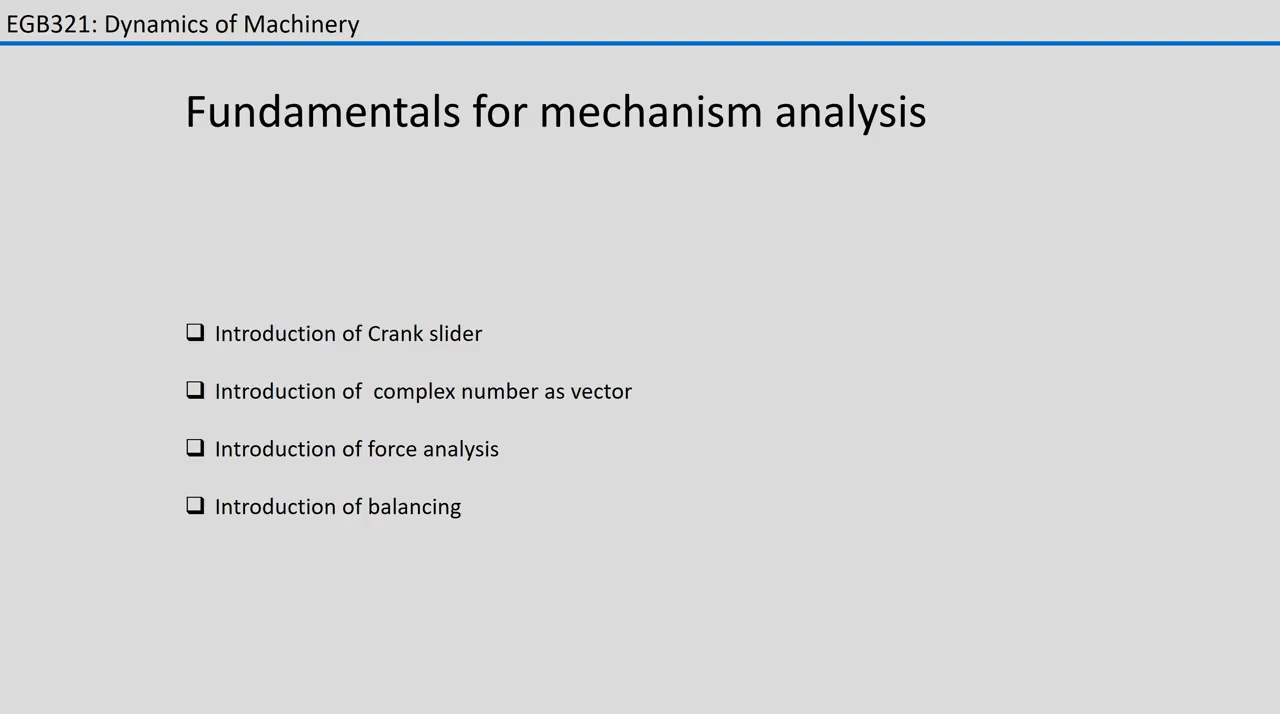 EGB321: Dynamics of Machinery
Fundamentals for mechanism analysis
❑ Introduction of Crank slider
❑ Introduction of  complex number as vector
❑ Introduction of force analysis
❑ Introduction of balancing